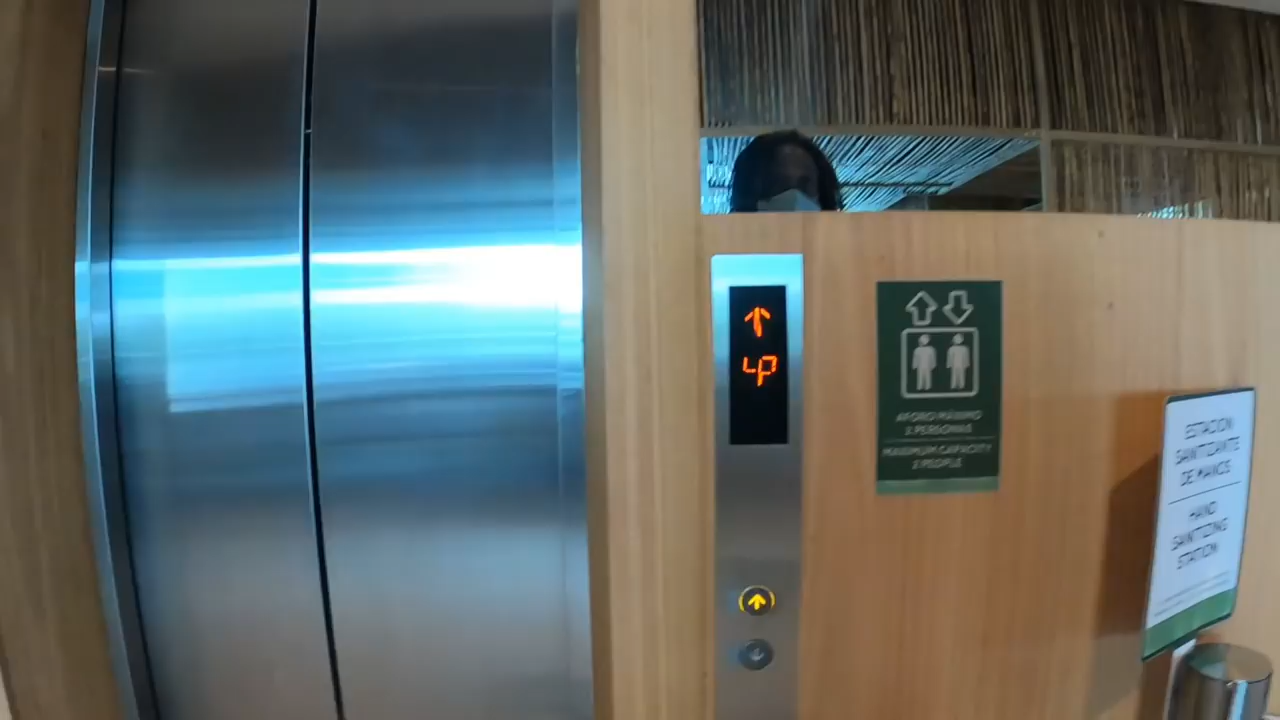 4P
AFORO MÁXIMO
2 PERSONAS
MAXIMUM CAPACITY
2 PEOPLE
ESTACIÓN
SANITIZANTE
DE MANOS
HAND
SANITIZING
STATION